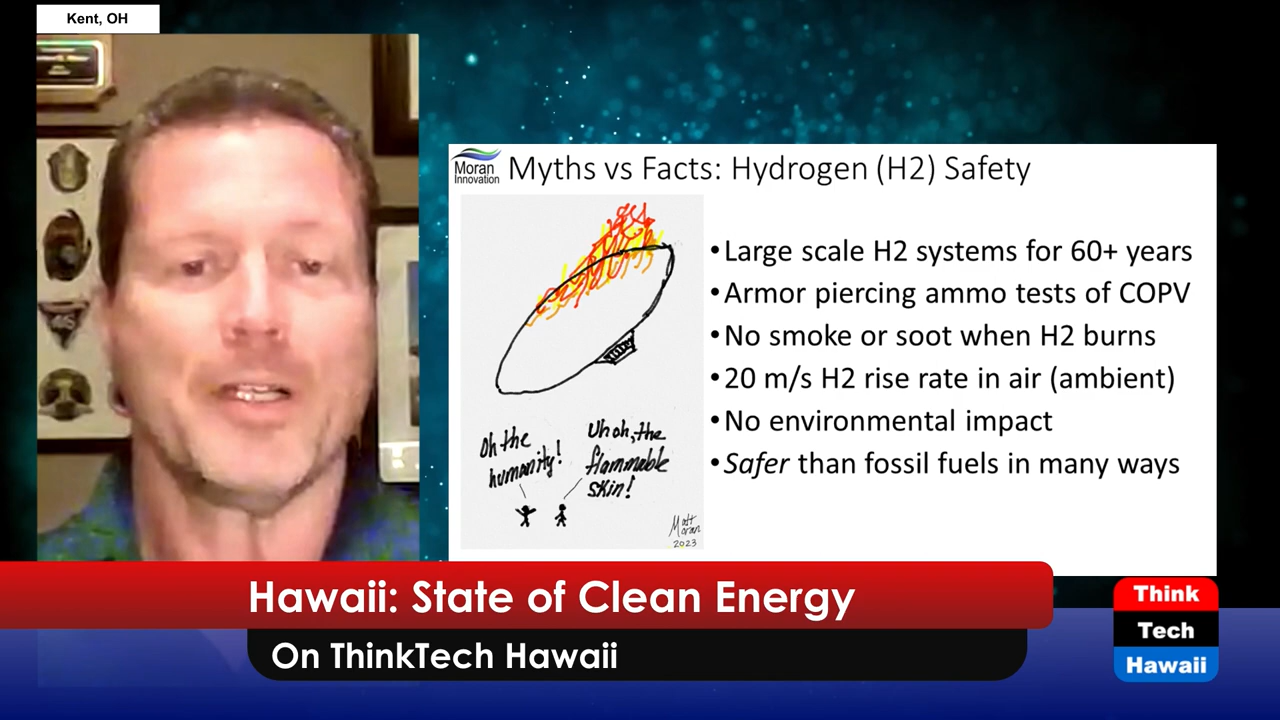 Kent, OH
Moran
Innovation
Myths vs Facts: Hydrogen (H2) Safety
•Large scale H2 systems for 60+ years
•Armor piercing ammo tests of COPV
•No smoke or soot when H2 burns
•20 m/s H2 rise rate in air (ambient)
•No environmental impact
•Safer than fossil fuels in many ways
Oh the
humanity!
Uh oh, the
flammable
skin!
Matt
Moran
2023
Hawaii: State of Clean Energy
On ThinkTech Hawaii
Think
Tech
Hawaii